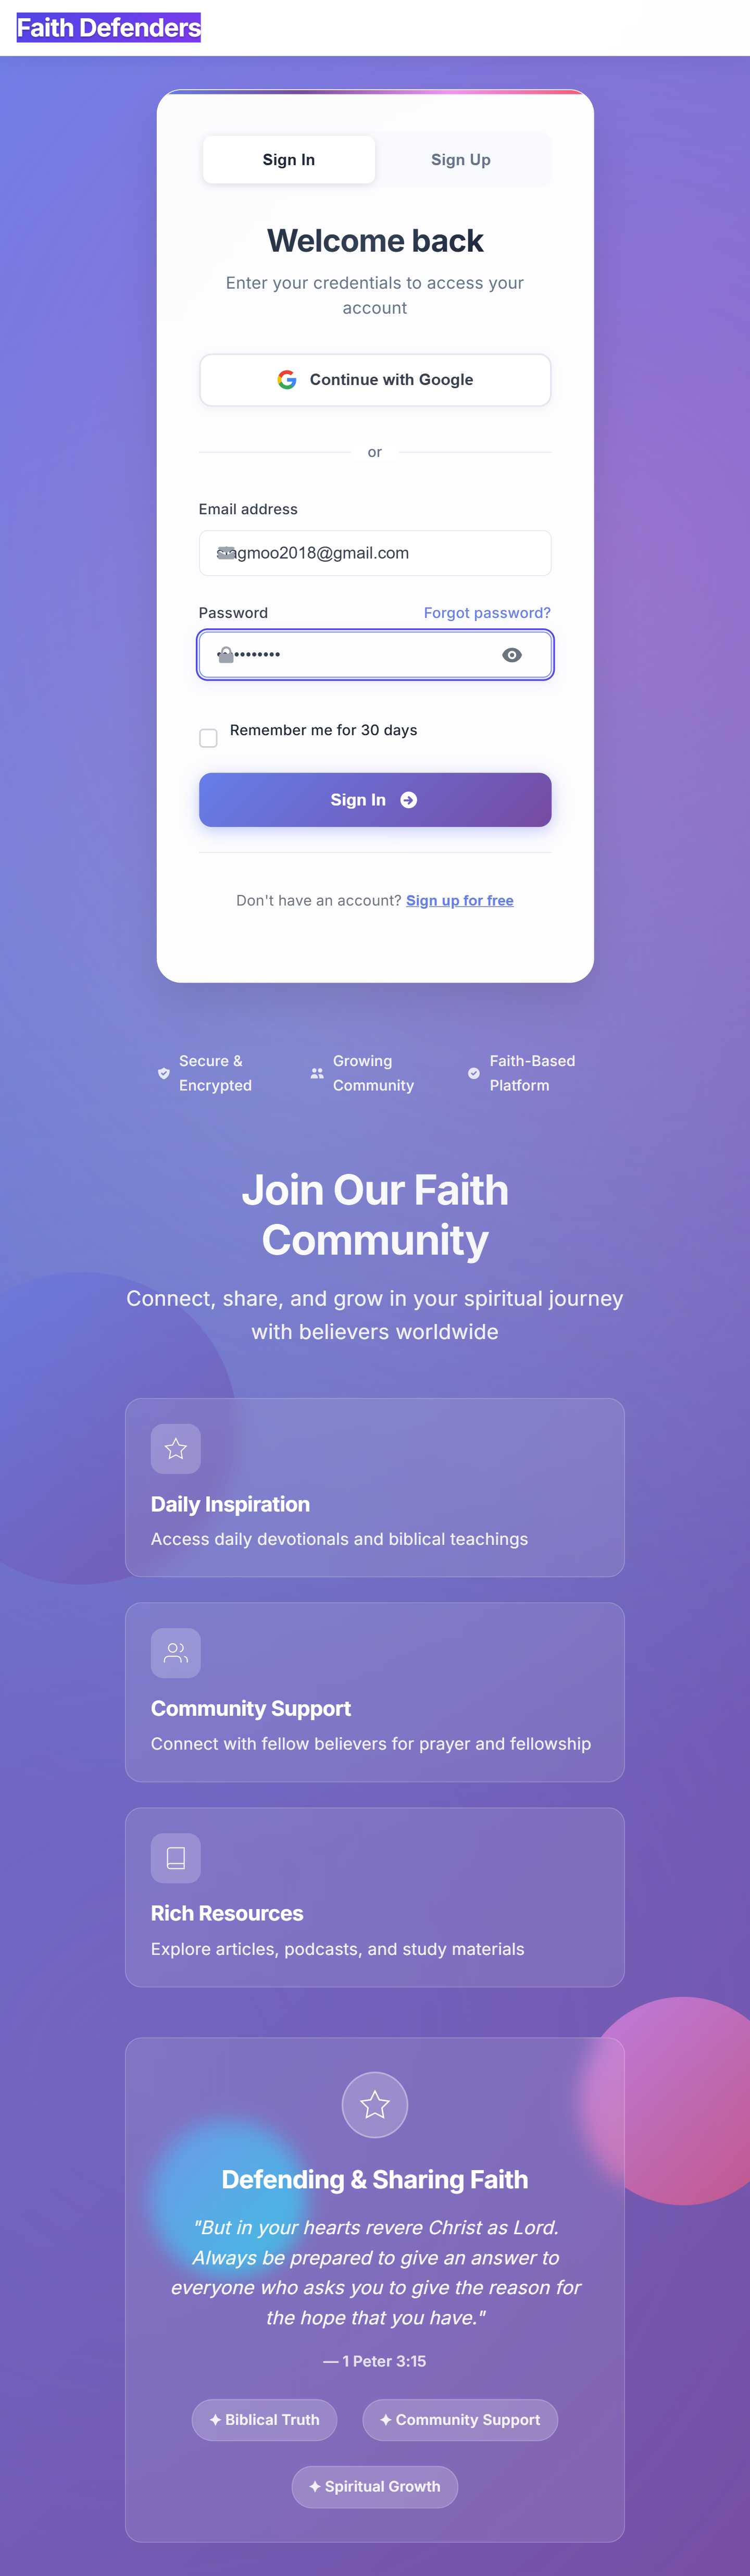 Faith Defenders
Sign In
Sign Up
Welcome back
Enter your credentials to access your
account
Continue with Google
or
Email address
agmoo2018@gmail.com
Password
Forgot password?
••••••••
Remember me for 30 days
Sign In
Don't have an account? Sign up for free
Secure &
Encrypted
Growing
Community
Faith-Based
Platform
Join Our Faith
Community
Connect, share, and grow in your spiritual journey
with believers worldwide
Daily Inspiration
Access daily devotionals and biblical teachings
Community Support
Connect with fellow believers for prayer and fellowship
Rich Resources
Explore articles, podcasts, and study materials
Defending & Sharing Faith
"But in your hearts revere Christ as Lord.
Always be prepared to give an answer to
everyone who asks you to give the reason for
the hope that you have."
— 1 Peter 3:15
✦ Biblical Truth
✦ Community Support
✦ Spiritual Growth